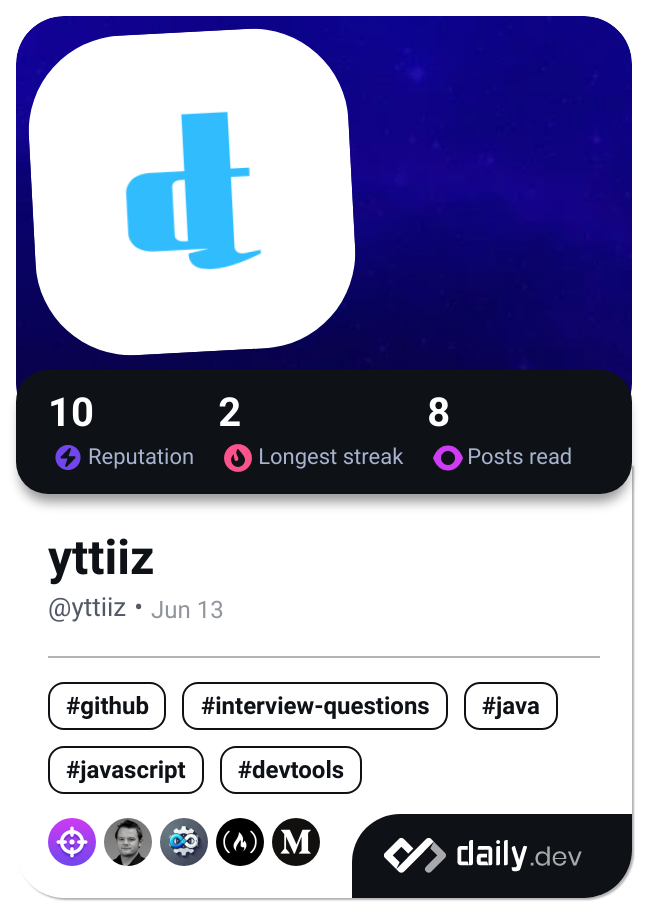 d
10 2 8
Reputation Longest streak Posts read
yttiiz
@yttiiz • Jun 13
#github #interview-questions #java
#javascript #devtools
M daily.dev